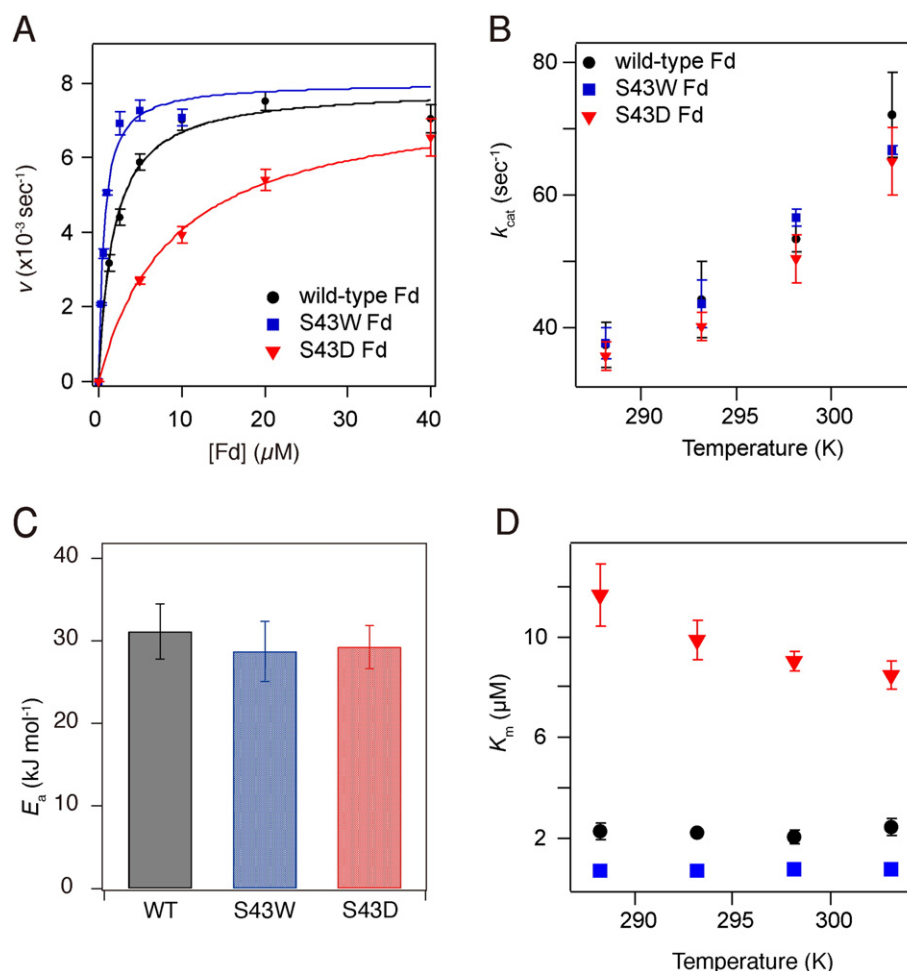 A
v (x10⁻³ sec⁻¹)
8
6
4
2
0
wild-type Fd
S43W Fd
S43D Fd
0 10 20 30 40
[Fd] (μM)
B
kcat (sec⁻¹)
80
60
40
wild-type Fd
S43W Fd
S43D Fd
290 295 300
Temperature (K)
C
Ea (kJ mol⁻¹)
40
30
20
10
0
WT S43W S43D
D
Km (μM)
10
6
2
290 295 300
Temperature (K)